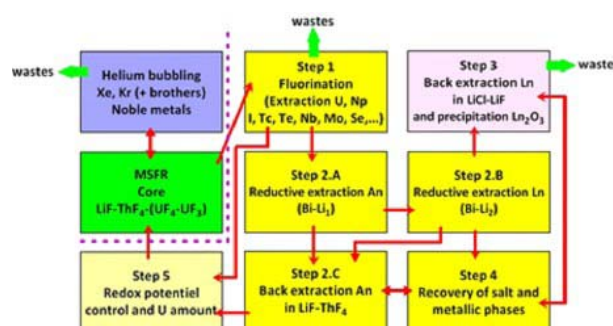 wastes
wastes
wastes
Helium bubbling
Xe, Kr (+ brothers)
Noble metals
Step 1
Fluorination
(Extraction U, Np
I, Tc, Te, Nb, Mo, Se,...)
Step 3
Back extraction Ln
in LiCl-LiF
and precipitation Ln₂O₃
MSFR
Core
LiF-ThF₄-(UF₄-UF₃)
Step 2.A
Reductive extraction An
(Bi-Li₁)
Step 2.B
Reductive extraction Ln
(Bi-Li₂)
Step 5
Redox potentiel
control and U amount
Step 2.C
Back extraction An
in LiF-ThF₄
Step 4
Recovery of salt and
metallic phases